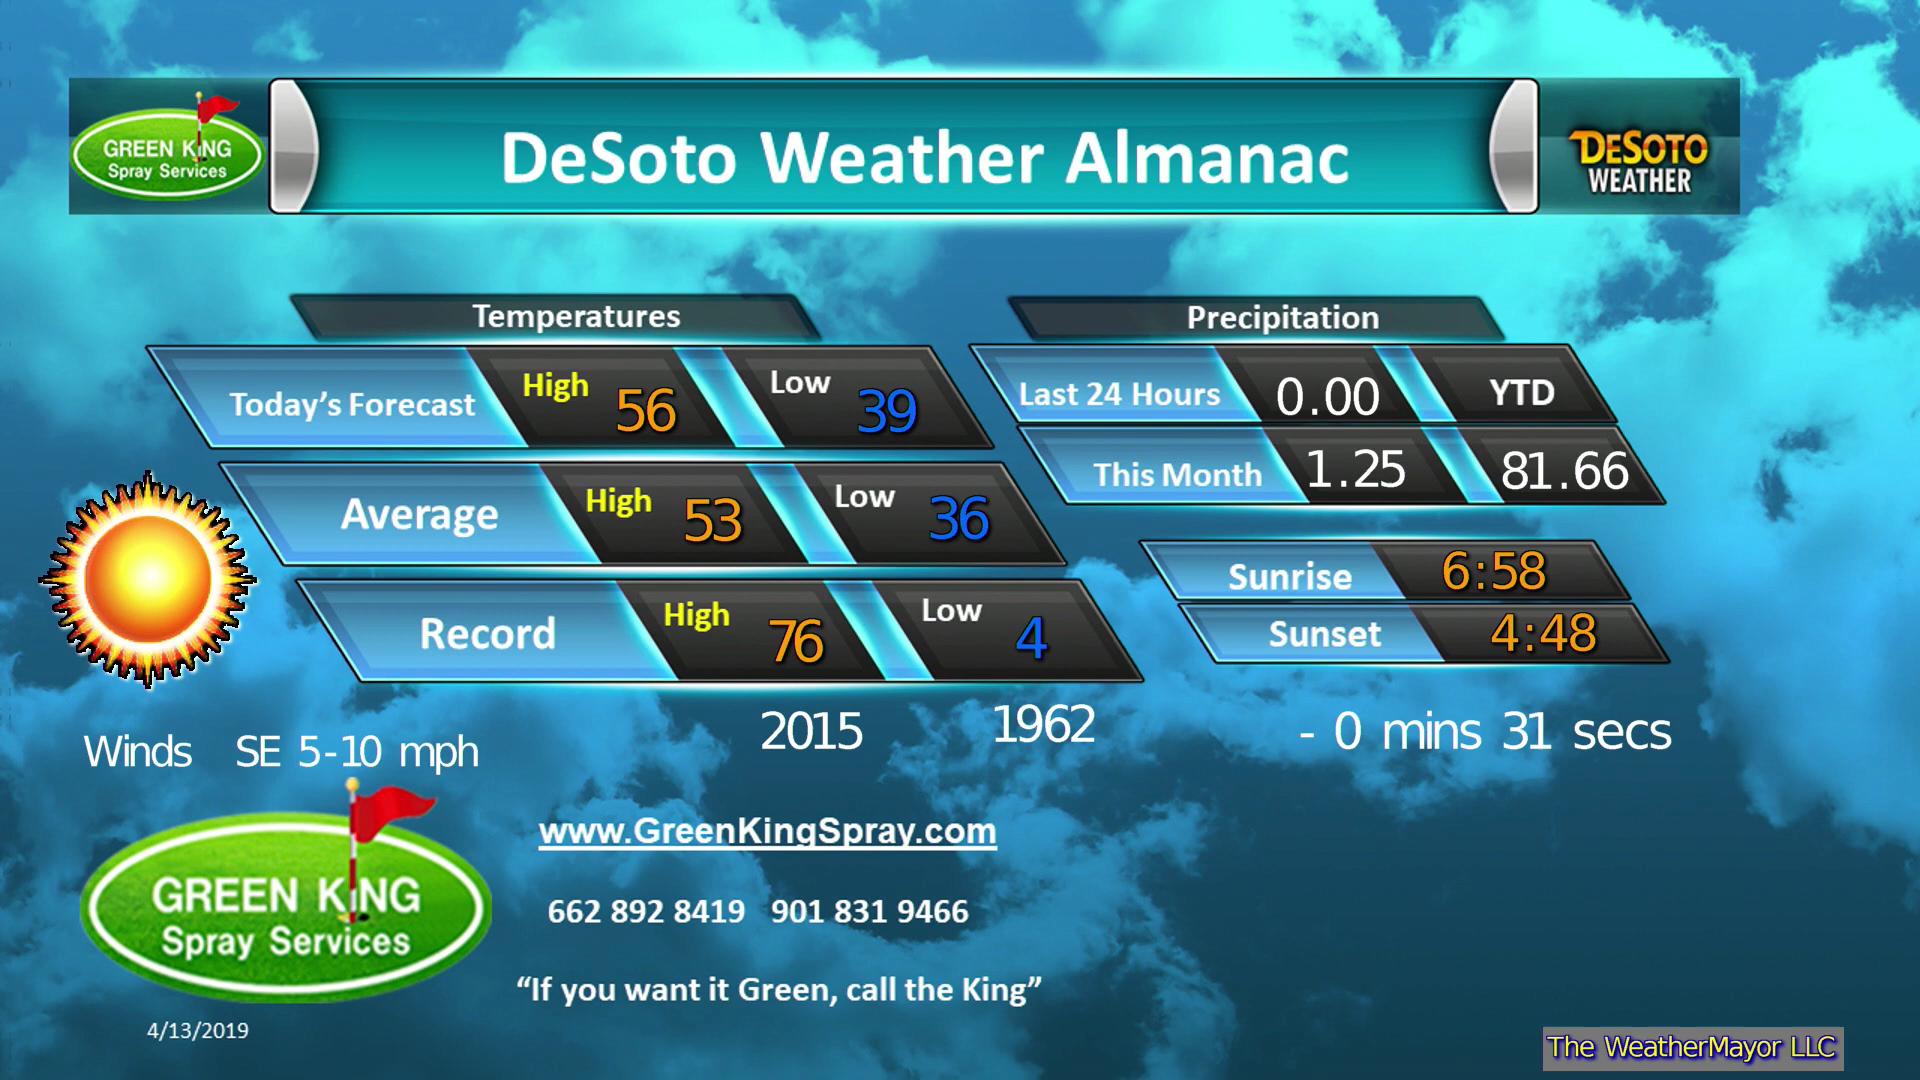 GREEN KING
Spray Services
DeSoto Weather Almanac
DESOTO
WEATHER
Temperatures
Today's Forecast High 56 Low 39
Average High 53 Low 36
Record High 76 Low 4
2015 1962
Precipitation
Last 24 Hours 0.00 YTD
This Month 1.25 81.66
Sunrise 6:58
Sunset 4:48
- 0 mins 31 secs
Winds SE 5-10 mph
GREEN KING
Spray Services
www.GreenKingSpray.com
662 892 8419 901 831 9466
“If you want it Green, call the King”
4/13/2019
The WeatherMayor LLC